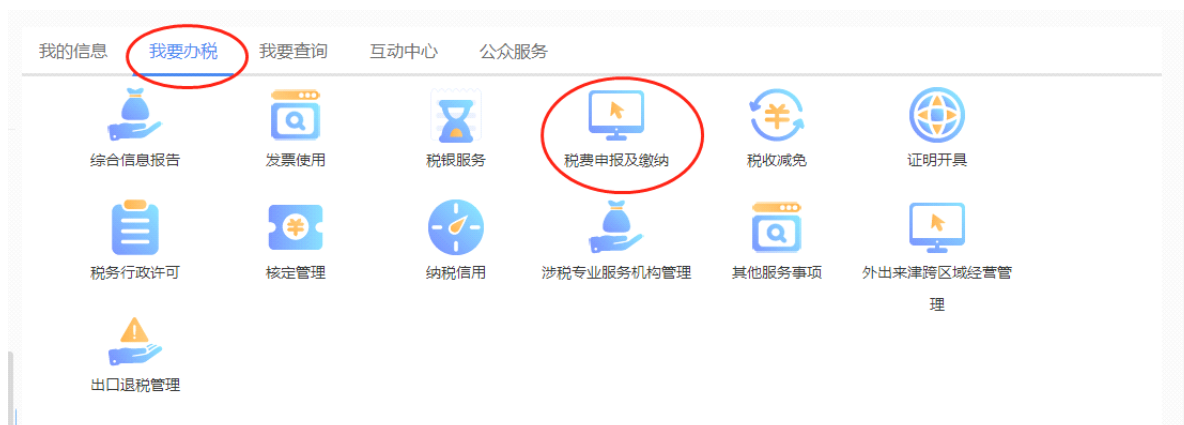 我的信息 我要办税 我要查询 互动中心 公众服务
综合信息报告 发票使用 税银服务 税费申报及缴纳 税收减免 证明开具
税务行政许可 核定管理 纳税信用 涉税专业服务机构管理 其他服务事项 外出来津跨区域经营管
理
出口退税管理